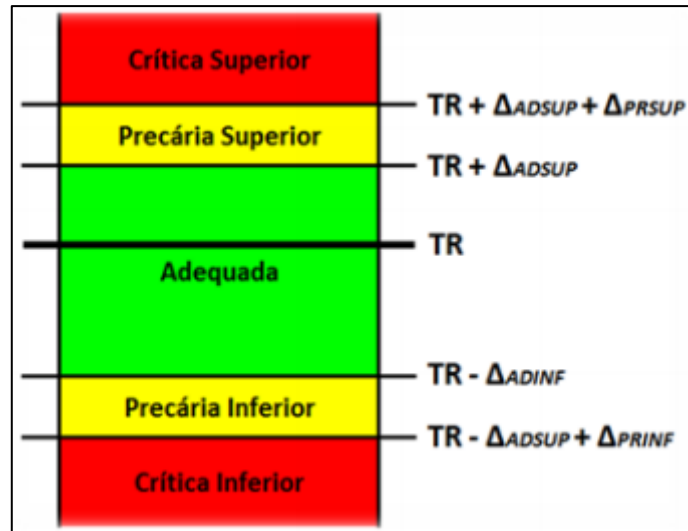 Crítica Superior
TR + ΔADSUP + ΔPRSUP
Precária Superior
TR + ΔADSUP
TR
Adequada
TR - ΔADINF
Precária Inferior
TR - ΔADSUP + ΔPRINF
Crítica Inferior